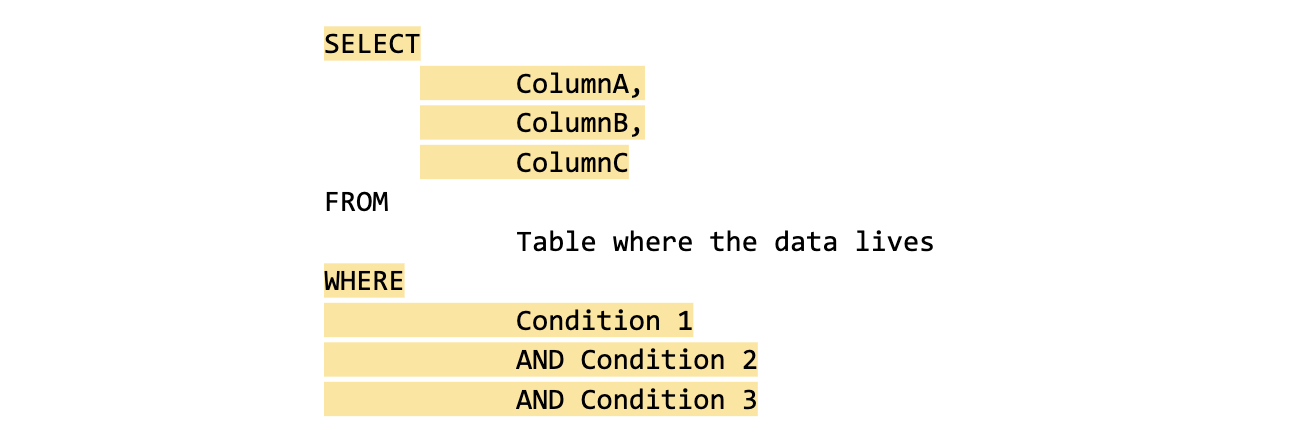 SELECT
ColumnA,
ColumnB,
ColumnC
FROM
Table where the data lives
WHERE
Condition 1
AND Condition 2
AND Condition 3